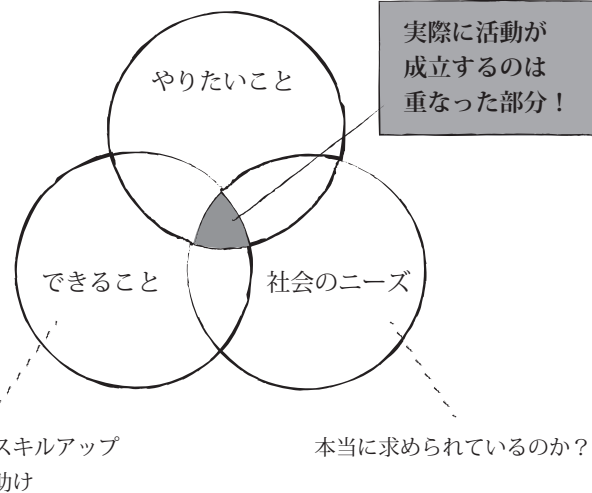 実際に活動が
成立するのは
重なった部分！
やりたいこと
できること
社会のニーズ
スキルアップ
助け
本当に求められているのか？